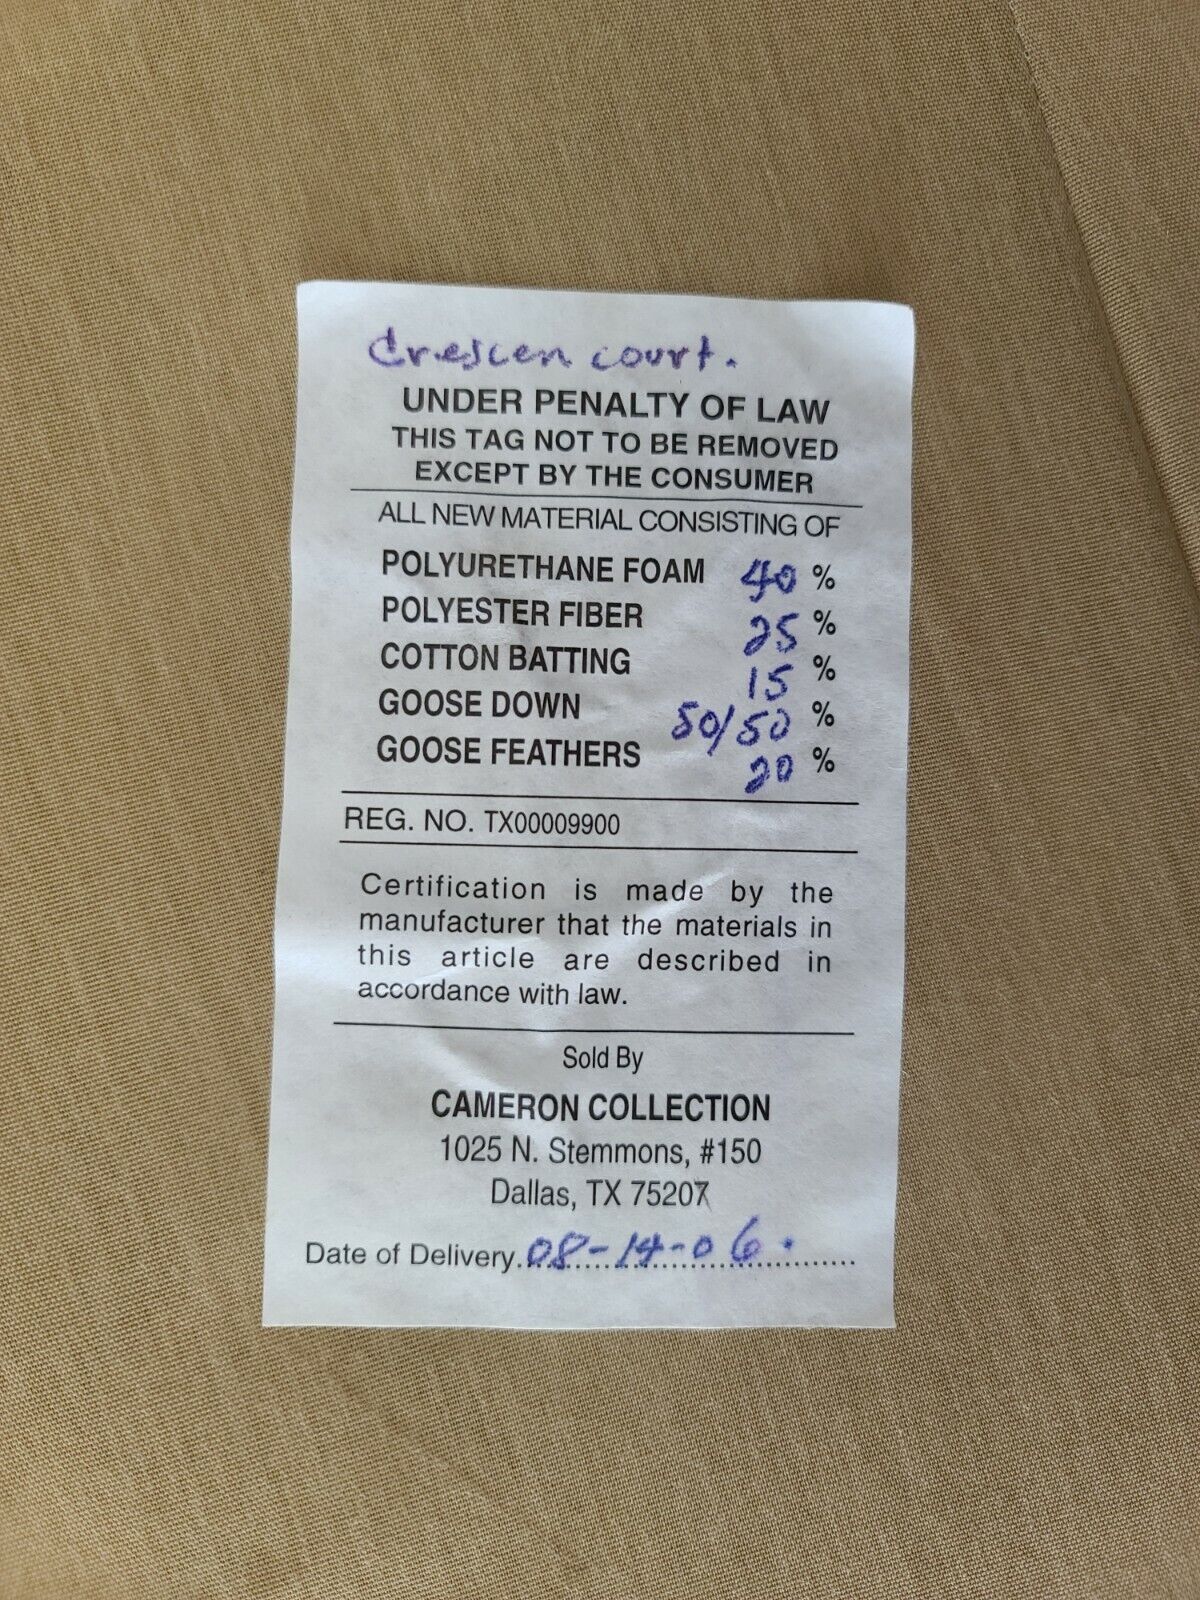 Crescen court.
UNDER PENALTY OF LAW
THIS TAG NOT TO BE REMOVED
EXCEPT BY THE CONSUMER
ALL NEW MATERIAL CONSISTING OF
POLYURETHANE FOAM 40 %
POLYESTER FIBER 25 %
COTTON BATTING 15 %
GOOSE DOWN 50/50 %
GOOSE FEATHERS 20 %
REG. NO. TX00009900
Certification is made by the
manufacturer that the materials in
this article are described in
accordance with law.
Sold By
CAMERON COLLECTION
1025 N. Stemmons, #150
Dallas, TX 75207
Date of Delivery. 08-14-06.